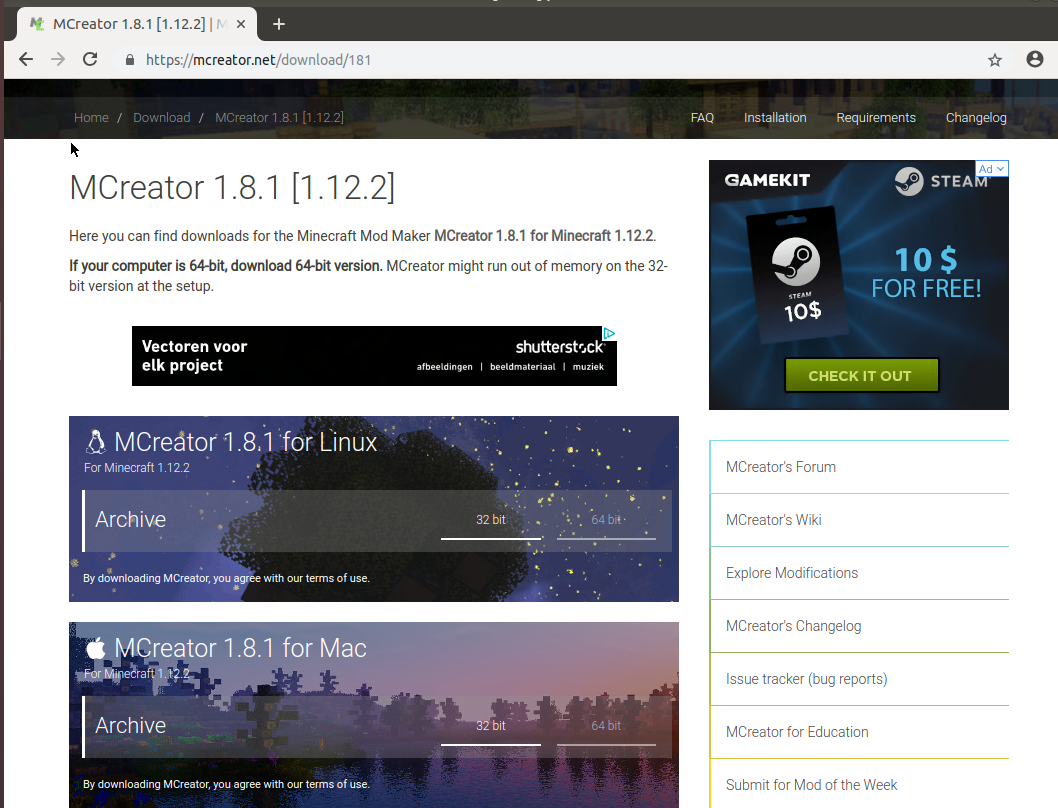 MCreator 1.8.1 [1.12.2] | M
https://mcreator.net/download/181
Home / Download / MCreator 1.8.1 [1.12.2]
FAQ Installation Requirements Changelog
MCreator 1.8.1 [1.12.2]
Here you can find downloads for the Minecraft Mod Maker MCreator 1.8.1 for Minecraft 1.12.2.
If your computer is 64-bit, download 64-bit version. MCreator might run out of memory on the 32-
bit version at the setup.
Vectoren voor
elk project
shutterstock
afbeeldingen | beeldmateriaal | muziek
MCreator 1.8.1 for Linux
For Minecraft 1.12.2
Archive 32 bit 64 bit
By downloading MCreator, you agree with our terms of use.
MCreator 1.8.1 for Mac
For Minecraft 1.12.2
Archive 32 bit 64 bit
By downloading MCreator, you agree with our terms of use.
Ad
GAMEKIT STEAM
STEAM
10$
10 $
FOR FREE!
CHECK IT OUT
MCreator's Forum
MCreator's Wiki
Explore Modifications
MCreator's Changelog
Issue tracker (bug reports)
MCreator for Education
Submit for Mod of the Week